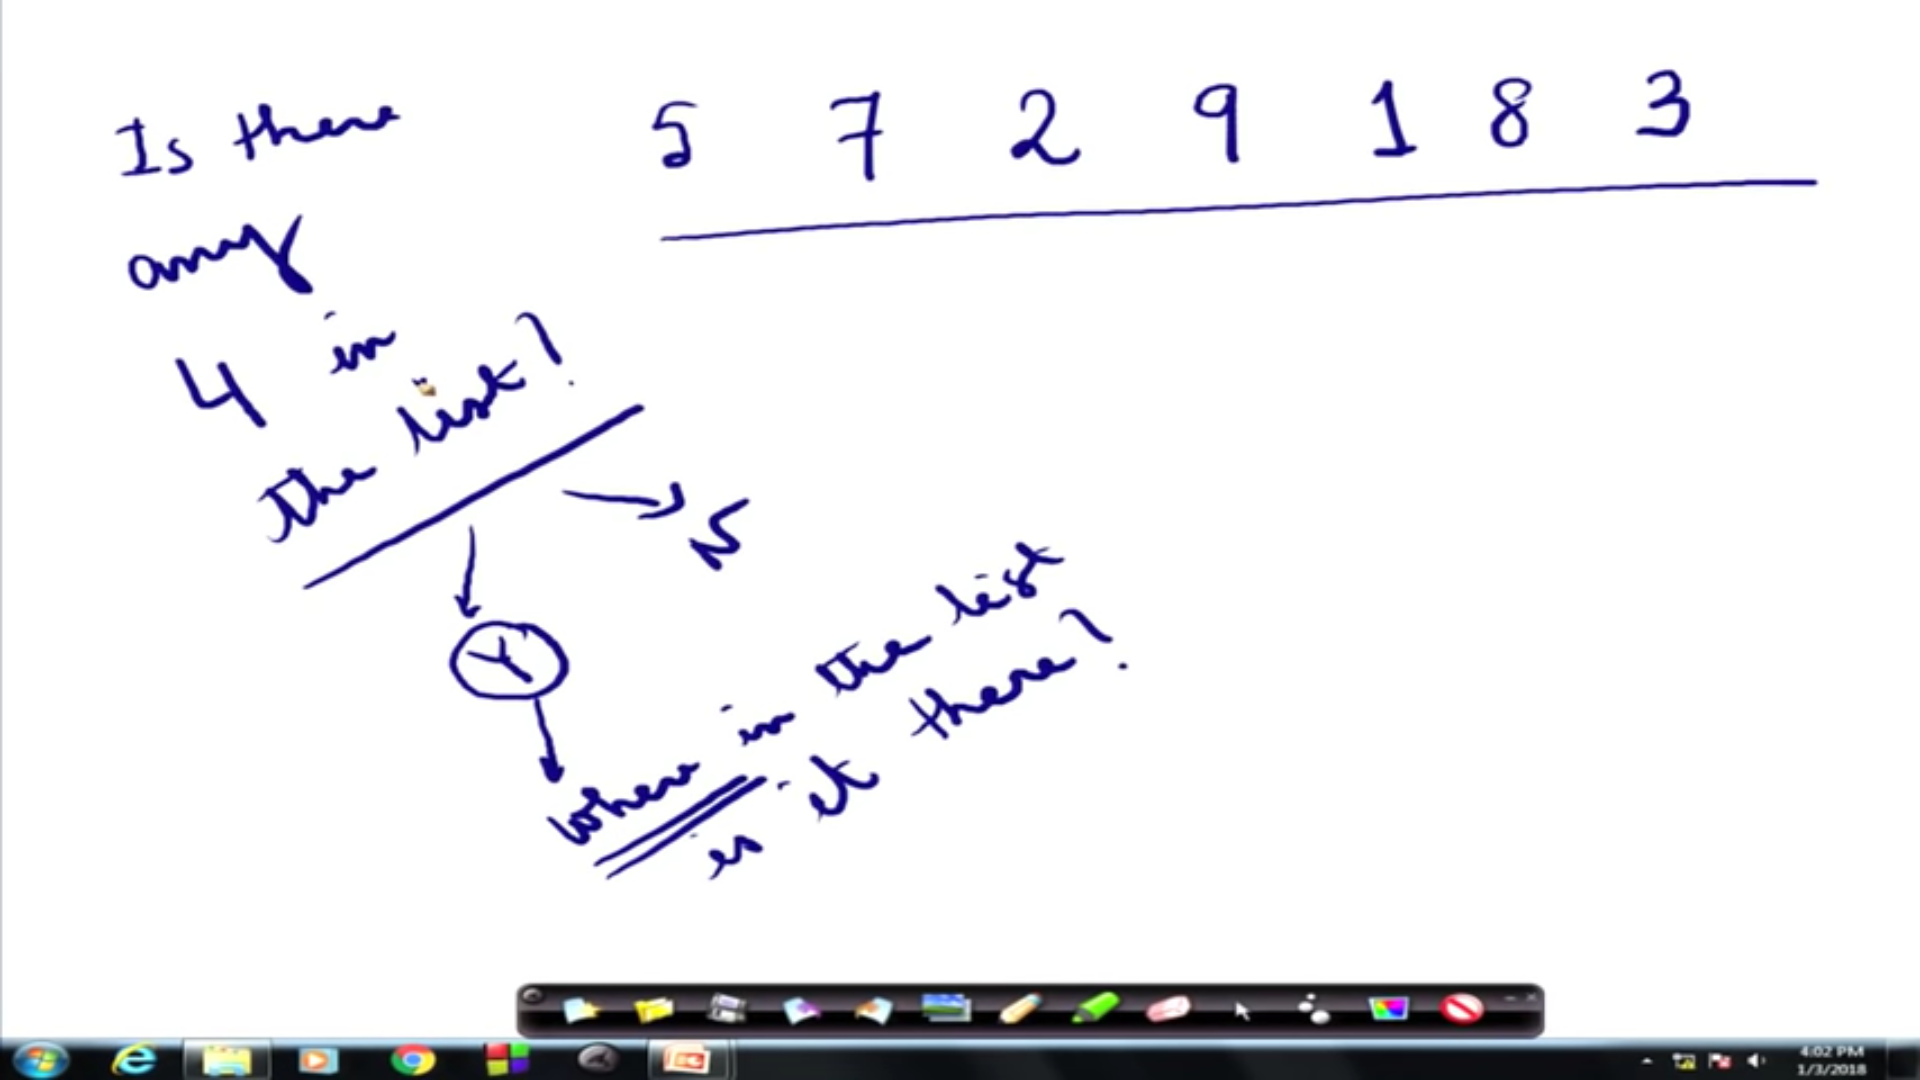 5 7 2 9 1 8 3
Is there
any
4 in
the list?
N
Y
where in the list
is it there?
4:02 PM
1/3/2018